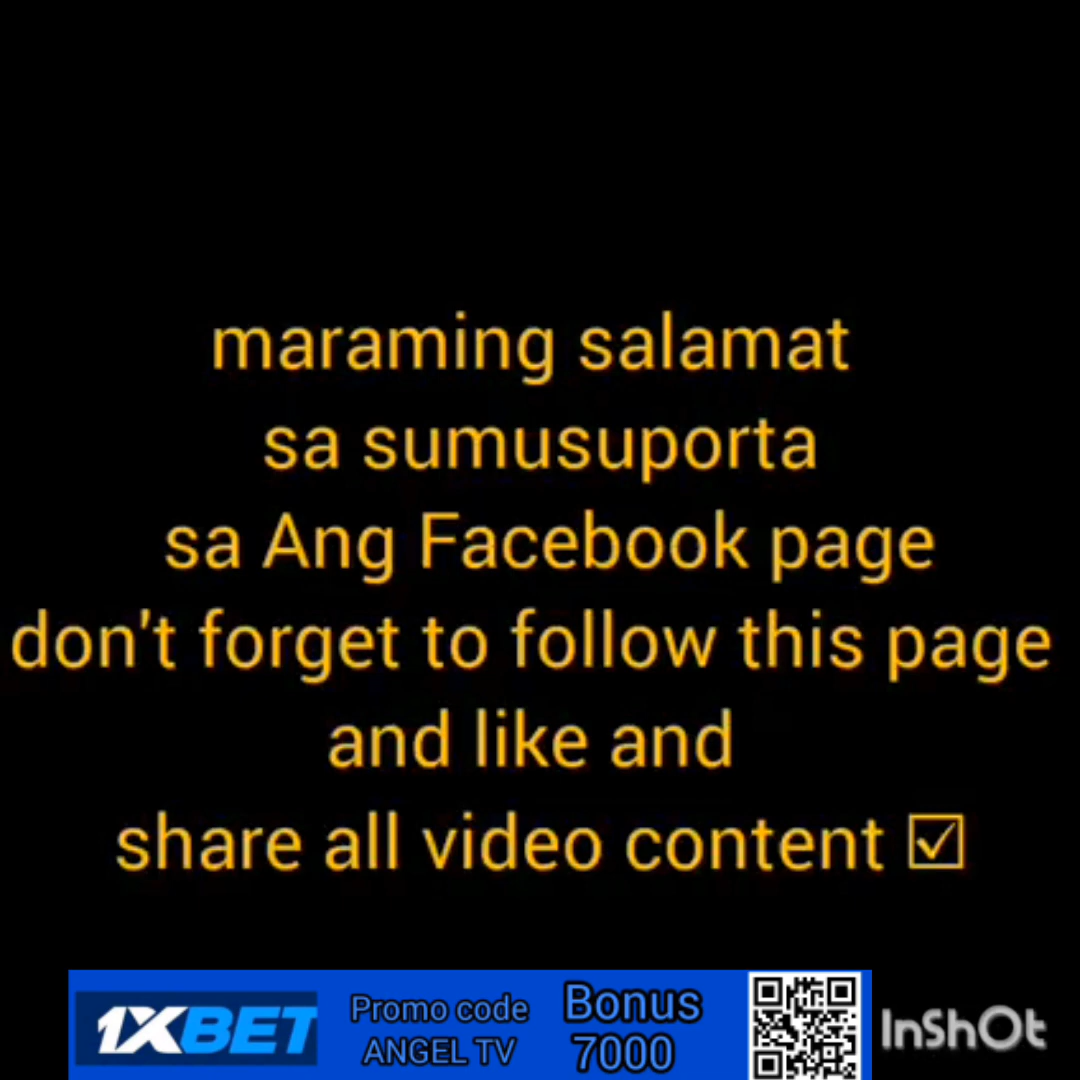 maraming salamat
sa sumusuporta
sa Ang Facebook page
don't forget to follow this page
and like and
share all video content ☑
1XBET
Promo code
ANGEL TV
Bonus
7000
InShOt